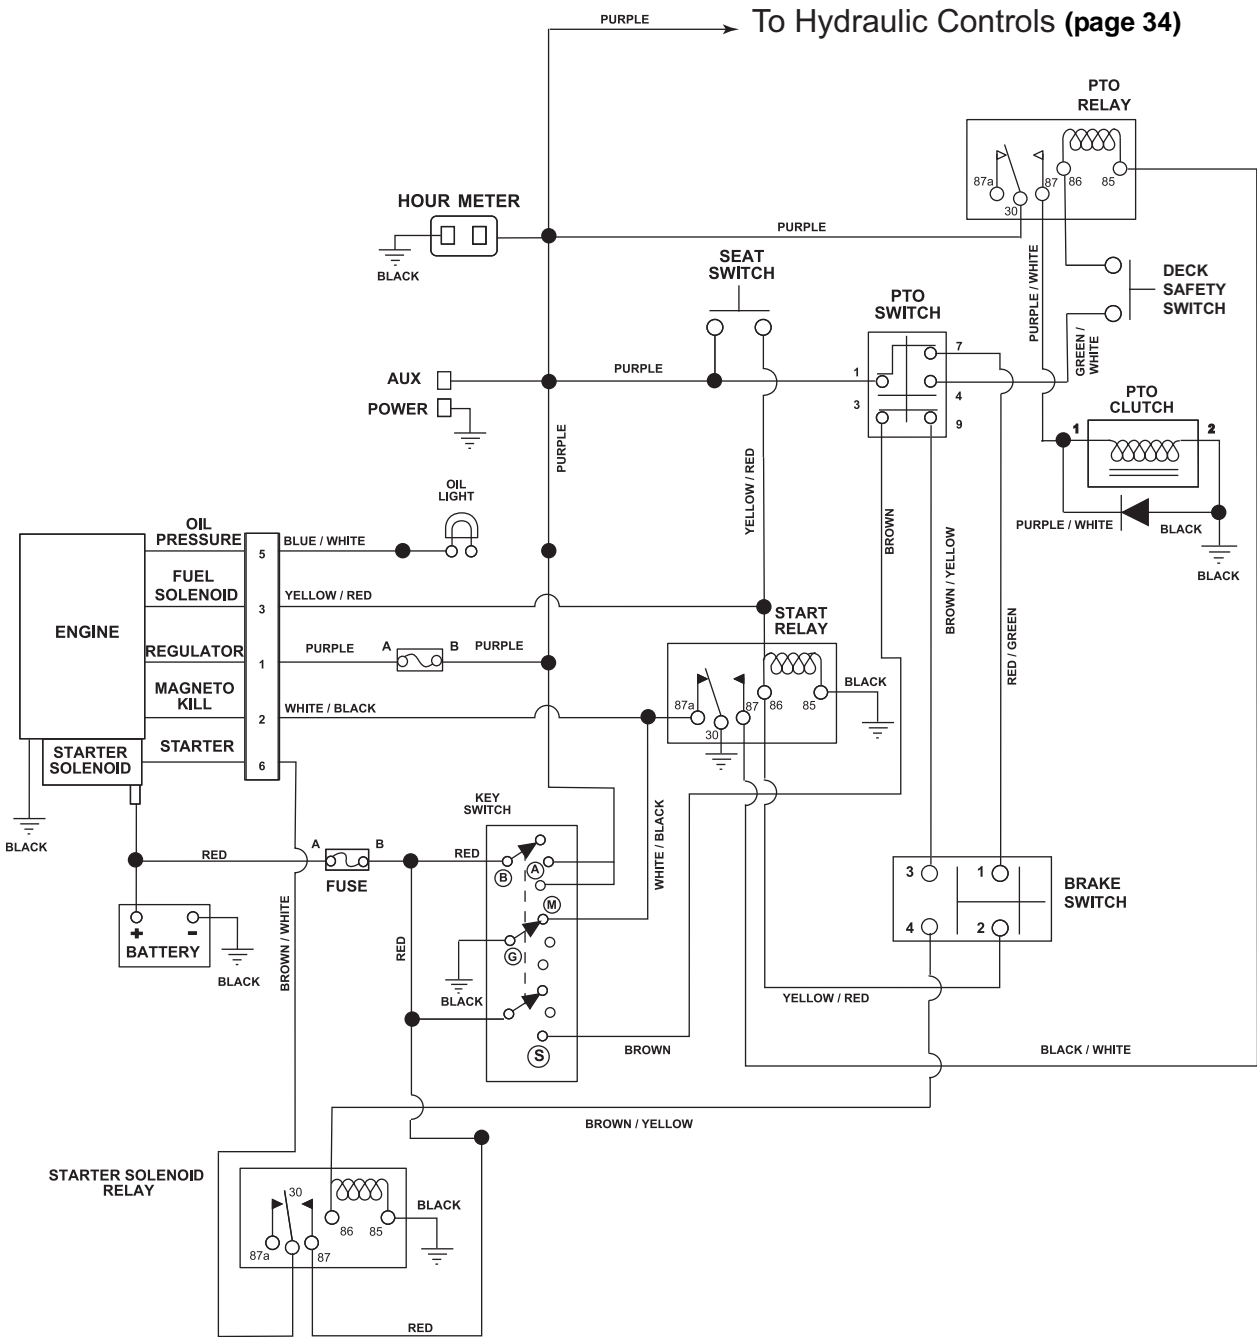 PURPLE
To Hydraulic Controls (page 34)
PTO
RELAY
87a
30
87
86
85
HOUR METER
BLACK
PURPLE
SEAT
SWITCH
PURPLE / WHITE
DECK
SAFETY
SWITCH
PTO
SWITCH
AUX
POWER
PURPLE
1
7
4
3
9
GREEN /
WHITE
PTO
CLUTCH
1
2
PURPLE
YELLOW / RED
OIL
LIGHT
PURPLE / WHITE
BLACK
BLACK
BROWN
BROWN / YELLOW
RED / GREEN
OIL
PRESSURE
5
BLUE / WHITE
FUEL
SOLENOID
3
YELLOW / RED
ENGINE
REGULATOR
1
PURPLE
A
B
PURPLE
MAGNETO
KILL
2
WHITE / BLACK
STARTER
SOLENOID
STARTER
6
START
RELAY
87a
30
87
86
85
BLACK
BLACK
RED
A
B
FUSE
RED
KEY
SWITCH
B
A
M
G
BLACK
S
WHITE / BLACK
BROWN
+
-
BATTERY
BLACK
BROWN / WHITE
RED
3
1
4
2
BRAKE
SWITCH
YELLOW / RED
BLACK / WHITE
BROWN / YELLOW
STARTER SOLENOID
RELAY
30
87a
87
86
85
BLACK
RED